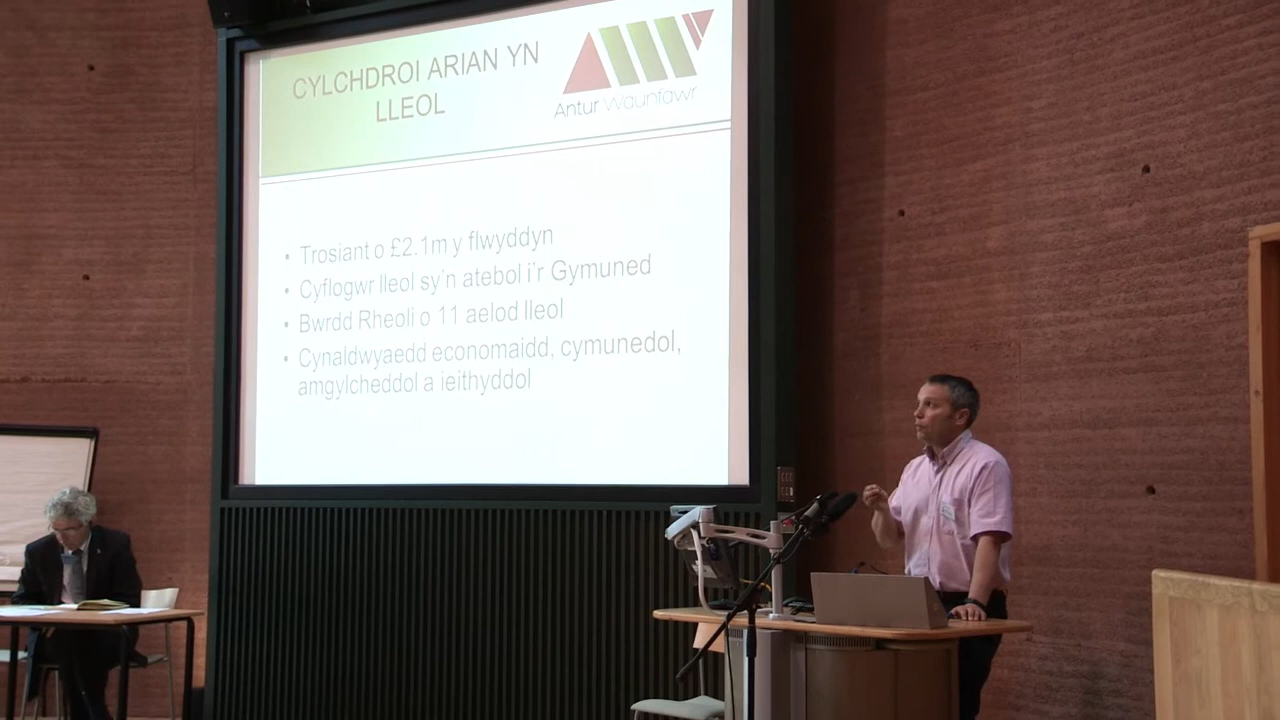 CYLCHDROI ARIAN YN
LLEOL
Antur Waunfawr
• Trosiant o £2.1m y flwyddyn
• Cyflogwr lleol sy'n atebol i'r Gymuned
• Bwrdd Rheoli o 11 aelod lleol
• Cynaldwyaedd economaidd, cymunedol,
amgylcheddol a ieithyddol